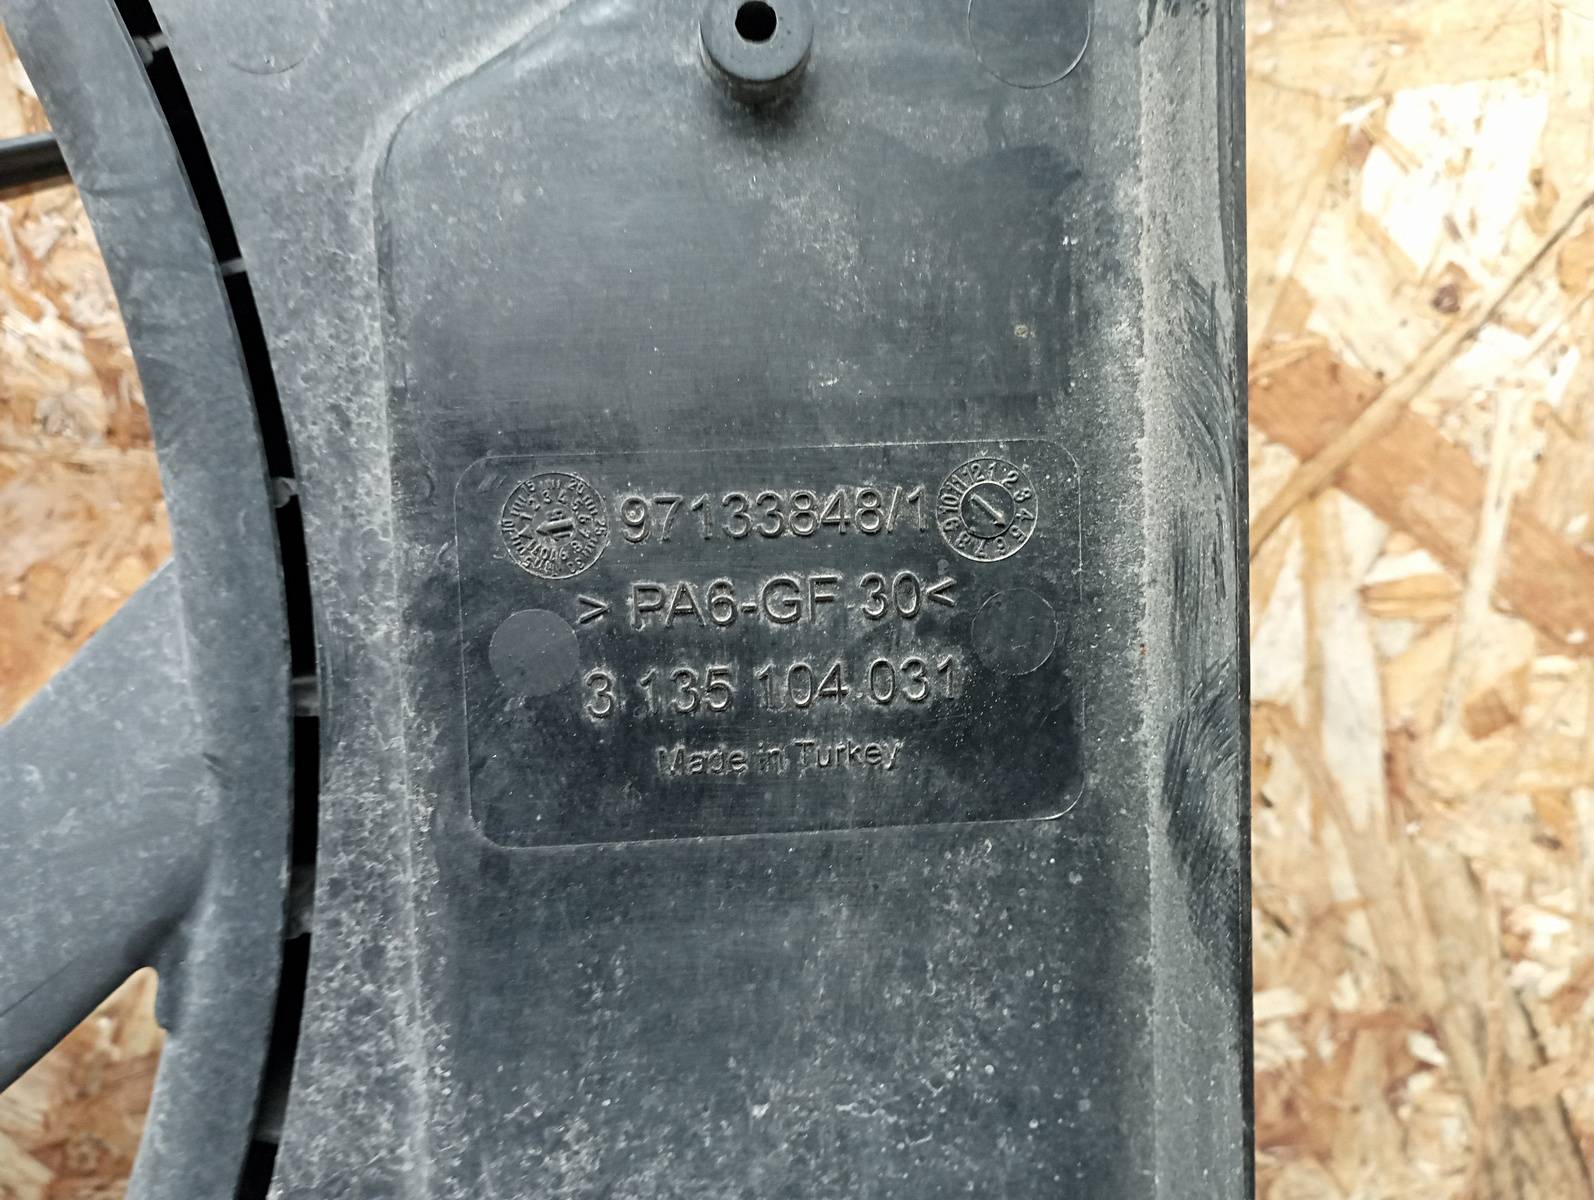 97133848/1
> PA6-GF 30<
3 135 104.031
Made in Turkey